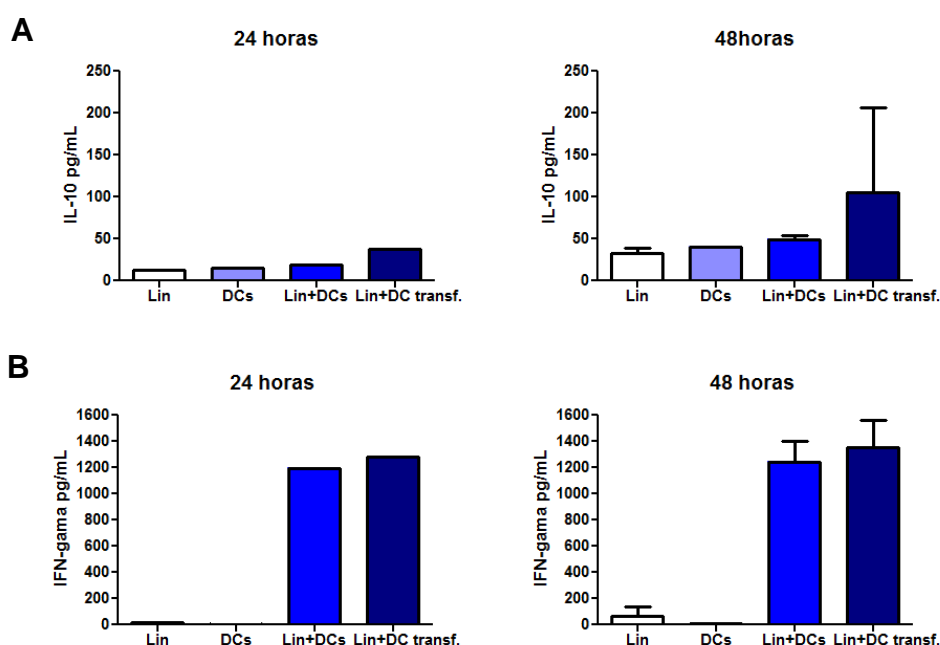 A
24 horas
48horas
IL-10 pg/mL
250
200
150
100
50
0
Lin DCs Lin+DCs Lin+DC transf.
IL-10 pg/mL
250
200
150
100
50
0
Lin DCs Lin+DCs Lin+DC transf.
B
24 horas
48 horas
IFN-gama pg/mL
1600
1400
1200
1000
800
600
400
200
0
Lin DCs Lin+DCs Lin+DC transf.
IFN-gama pg/mL
1600
1400
1200
1000
800
600
400
200
0
Lin DCs Lin+DCs Lin+DC transf.